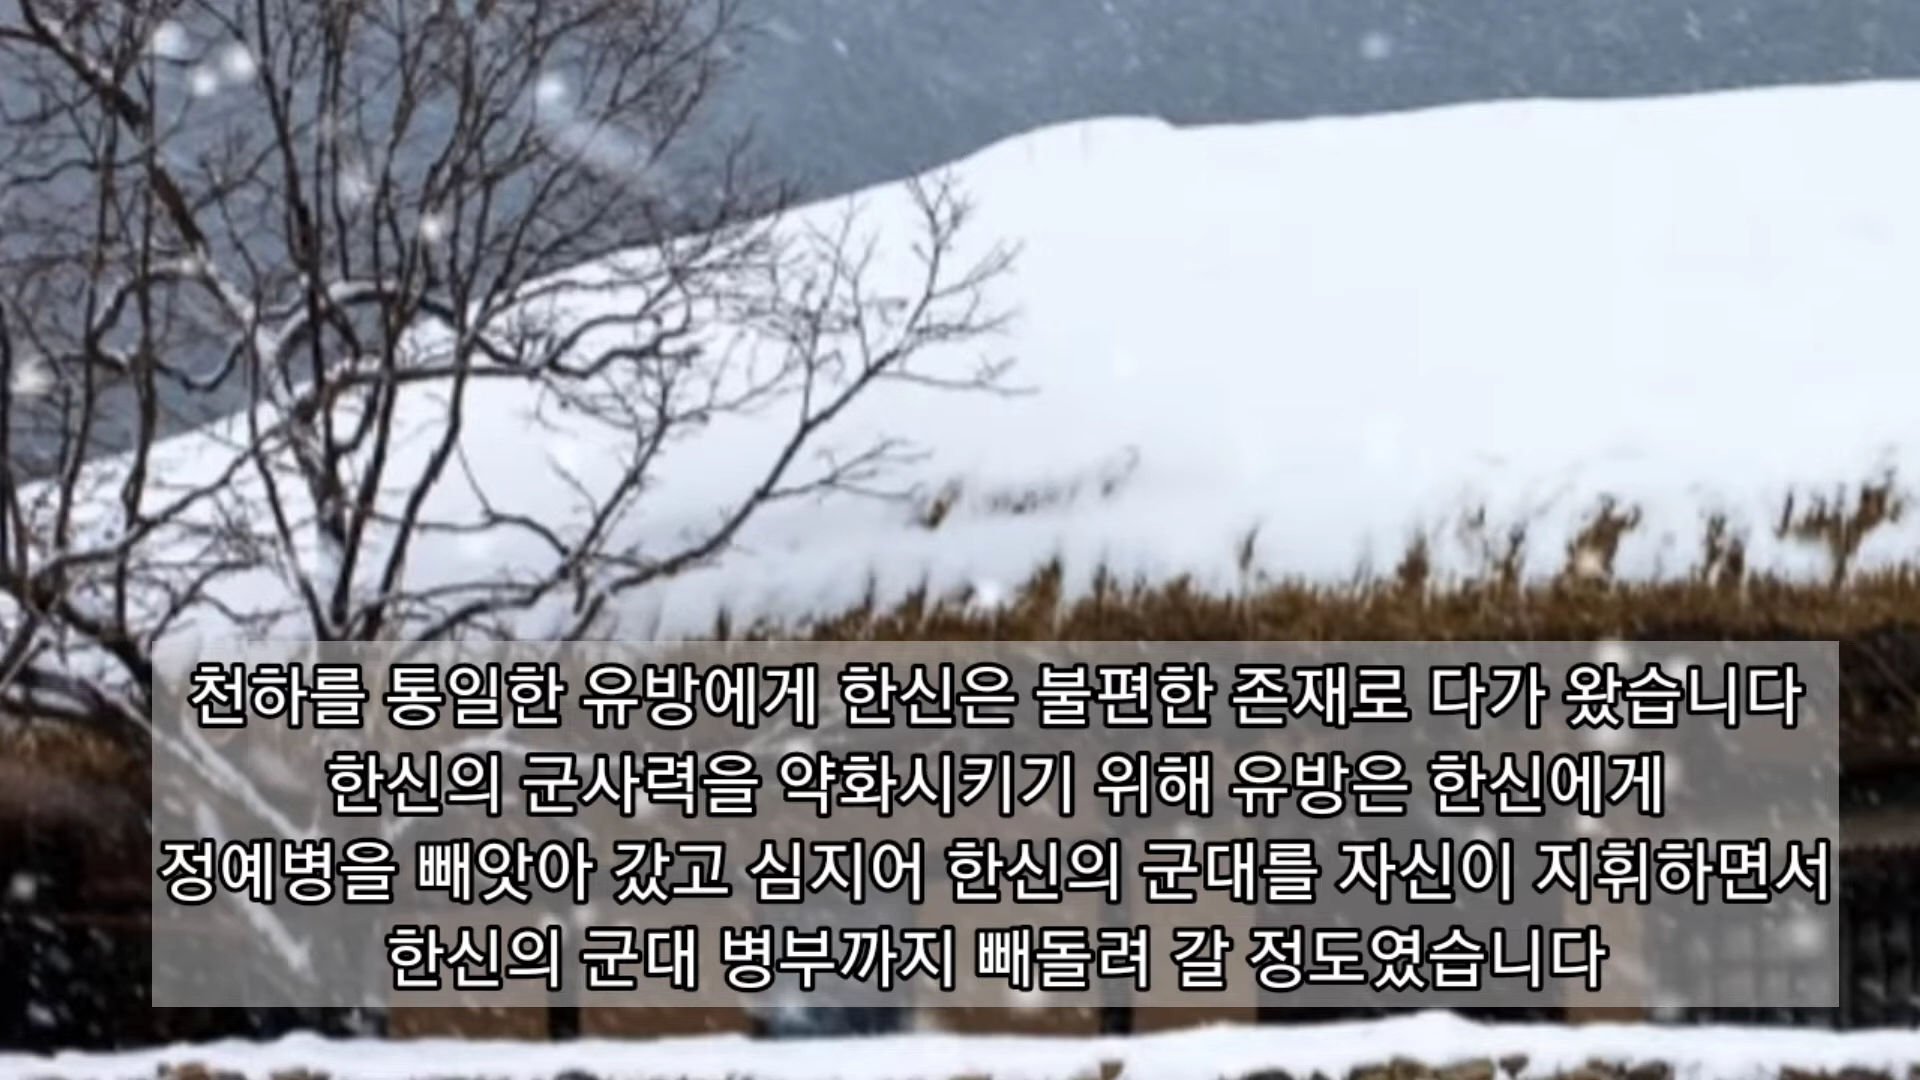 천하를 통일한 유방에게 한신은 불편한 존재로 다가 왔습니다
한신의 군사력을 약화시키기 위해 유방은 한신에게
정예병을 빼앗아 갔고 심지어 한신의 군대를 자신이 지휘하면서
한신의 군대 병부까지 빼돌려 갈 정도였습니다